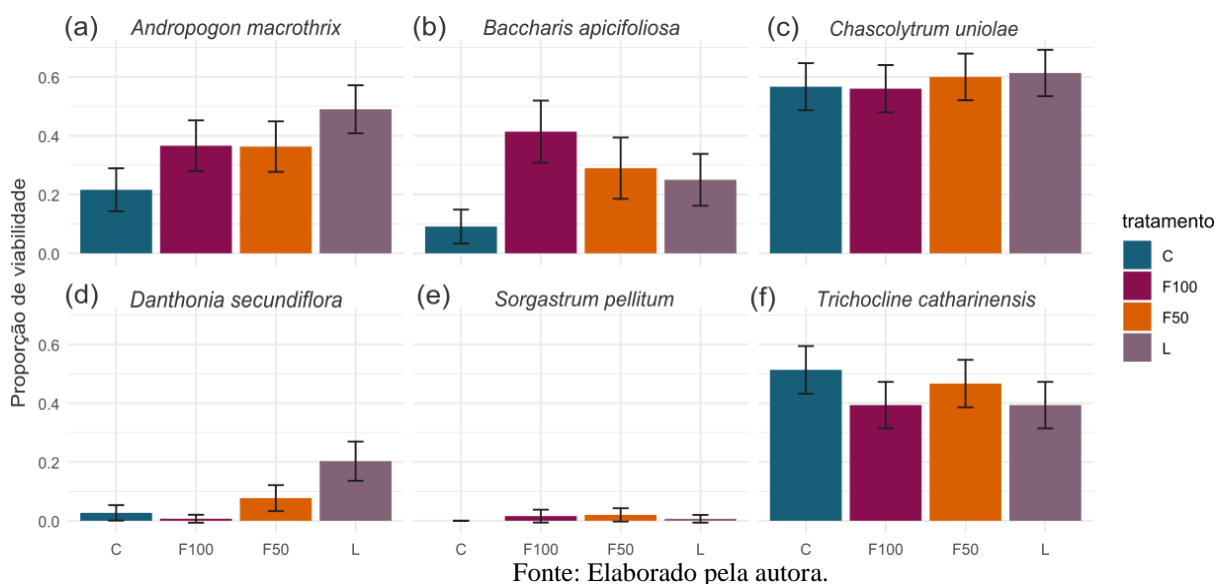 (a) Andropogon macrothrix
(b) Baccharis apicifoliosa
(c) Chascolytrum uniolae
0.6
0.4
0.2
0.0
(d) Danthonia secundiflora
(e) Sorgastrum pellitum
(f) Trichocline catharinensis
0.6
0.4
0.2
0.0
Proporção de viabilidade
C F100 F50 L
C F100 F50 L
C F100 F50 L
tratamento
C
F100
F50
L
Fonte: Elaborado pela autora.